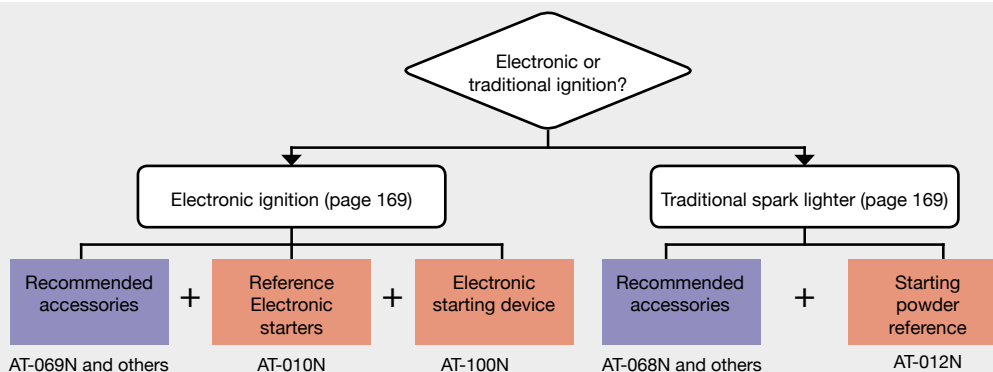 Electronic or
traditional ignition?
Electronic ignition (page 169)
Traditional spark lighter (page 169)
Recommended
accessories
+
Reference
Electronic
starters
+
Electronic
starting device
Recommended
accessories
+
Starting
powder
reference
AT-069N and others
AT-010N
AT-100N
AT-068N and others
AT-012N